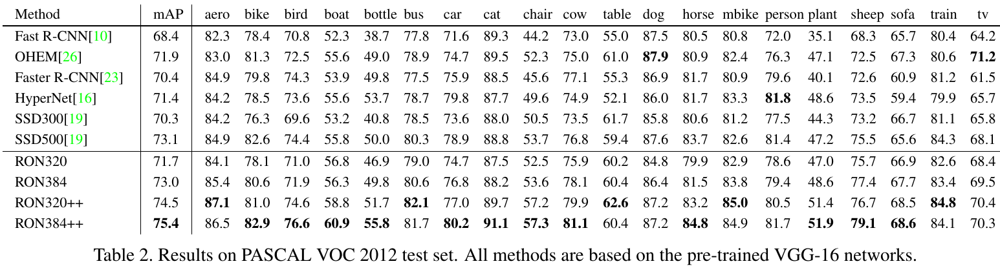 Method mAP aero bike bird boat bottle bus car cat chair cow table dog horse mbike person plant sheep sofa train tv
Fast R-CNN[10] 68.4 82.3 78.4 70.8 52.3 38.7 77.8 71.6 89.3 44.2 73.0 55.0 87.5 80.5 80.8 72.0 35.1 68.3 65.7 80.4 64.2
OHEM[26] 71.9 83.0 81.3 72.5 55.6 49.0 78.9 74.7 89.5 52.3 75.0 61.0 87.9 80.9 82.4 76.3 47.1 72.5 67.3 80.6 71.2
Faster R-CNN[23] 70.4 84.9 79.8 74.3 53.9 49.8 77.5 75.9 88.5 45.6 77.1 55.3 86.9 81.7 80.9 79.6 40.1 72.6 60.9 81.2 61.5
HyperNet[16] 71.4 84.2 78.5 73.6 55.6 53.7 78.7 79.8 87.7 49.6 74.9 52.1 86.0 81.7 83.3 81.8 48.6 73.5 59.4 79.9 65.7
SSD300[19] 70.3 84.2 76.3 69.6 53.2 40.8 78.5 73.6 88.0 50.5 73.5 61.7 85.8 80.6 81.2 77.5 44.3 73.2 66.7 81.1 65.8
SSD500[19] 73.1 84.9 82.6 74.4 55.8 50.0 80.3 78.9 88.8 53.7 76.8 59.4 87.6 83.7 82.6 81.4 47.2 75.5 65.6 84.3 68.1
RON320 71.7 84.1 78.1 71.0 56.8 46.9 79.0 74.7 87.5 52.5 75.9 60.2 84.8 79.9 82.9 78.6 47.0 75.7 66.9 82.6 68.4
RON384 73.0 85.4 80.6 71.9 56.3 49.8 80.6 76.8 88.2 53.6 78.1 60.4 86.4 81.5 83.8 79.4 48.6 77.4 67.7 83.4 69.5
RON320++ 74.5 87.1 81.0 74.6 58.8 51.7 82.1 77.0 89.7 57.2 79.9 62.6 87.2 83.2 85.0 80.5 51.4 76.7 68.5 84.8 70.4
RON384++ 75.4 86.5 82.9 76.6 60.9 55.8 81.7 80.2 91.1 57.3 81.1 60.4 87.2 84.8 84.9 81.7 51.9 79.1 68.6 84.1 70.3
Table 2. Results on PASCAL VOC 2012 test set. All methods are based on the pre-trained VGG-16 networks.